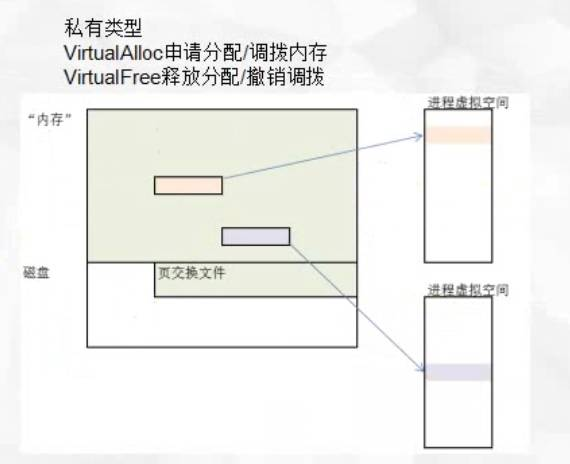 私有类型
VirtualAlloc申请分配/调拨内存
VirtualFree释放分配/撤销调拨
“内存”
进程虚拟空间
磁盘
页交换文件
进程虚拟空间